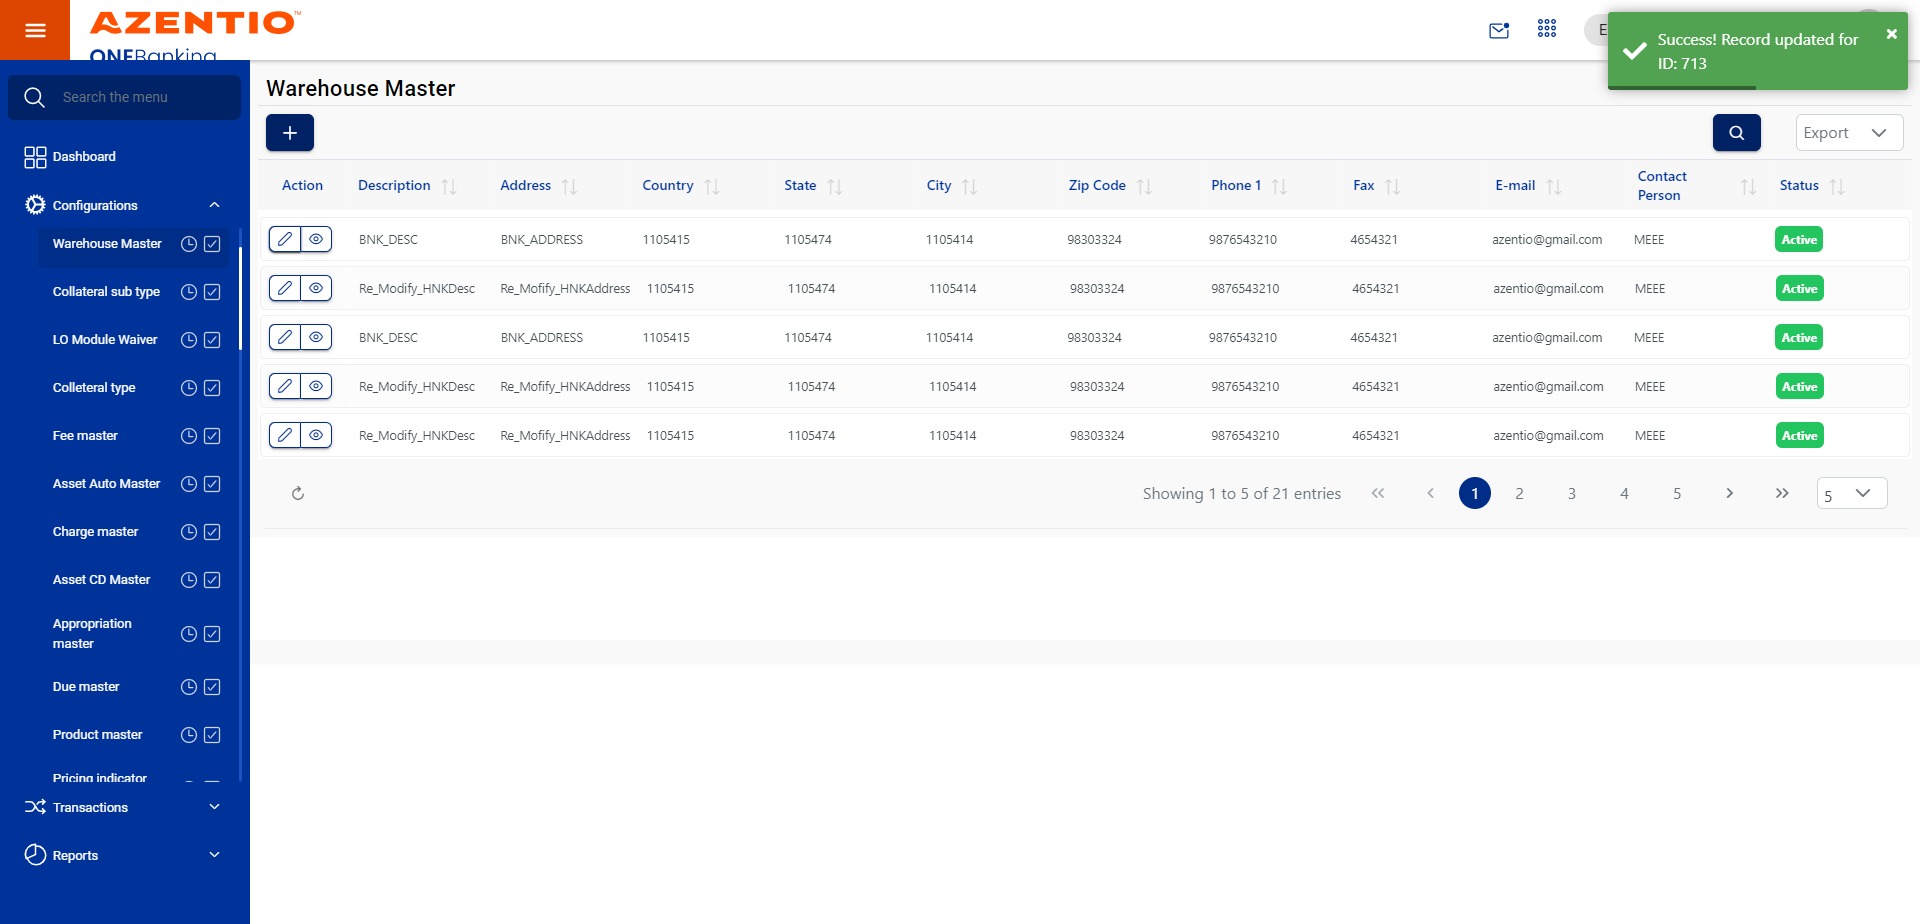 AZENTIO™
ONEBanking
E
Success! Record updated for
ID: 713
Search the menu
Dashboard
Configurations
Warehouse Master
Collateral sub type
LO Module Waiver
Colleteral type
Fee master
Asset Auto Master
Charge master
Asset CD Master
Appropriation
master
Due master
Product master
Pricing indicator
Transactions
Reports
Warehouse Master
Export
Action Description Address Country State City Zip Code Phone 1 Fax E-mail Contact Person Status
BNK_DESC BNK_ADDRESS 1105415 1105474 1105414 98303324 9876543210 4654321 azentio@gmail.com MEEE Active
Re_Modify_HNKDesc Re_Mofify_HNKAddress 1105415 1105474 1105414 98303324 9876543210 4654321 azentio@gmail.com MEEE Active
BNK_DESC BNK_ADDRESS 1105415 1105474 1105414 98303324 9876543210 4654321 azentio@gmail.com MEEE Active
Re_Modify_HNKDesc Re_Mofify_HNKAddress 1105415 1105474 1105414 98303324 9876543210 4654321 azentio@gmail.com MEEE Active
Re_Modify_HNKDesc Re_Mofify_HNKAddress 1105415 1105474 1105414 98303324 9876543210 4654321 azentio@gmail.com MEEE Active
Showing 1 to 5 of 21 entries 1 2 3 4 5 5